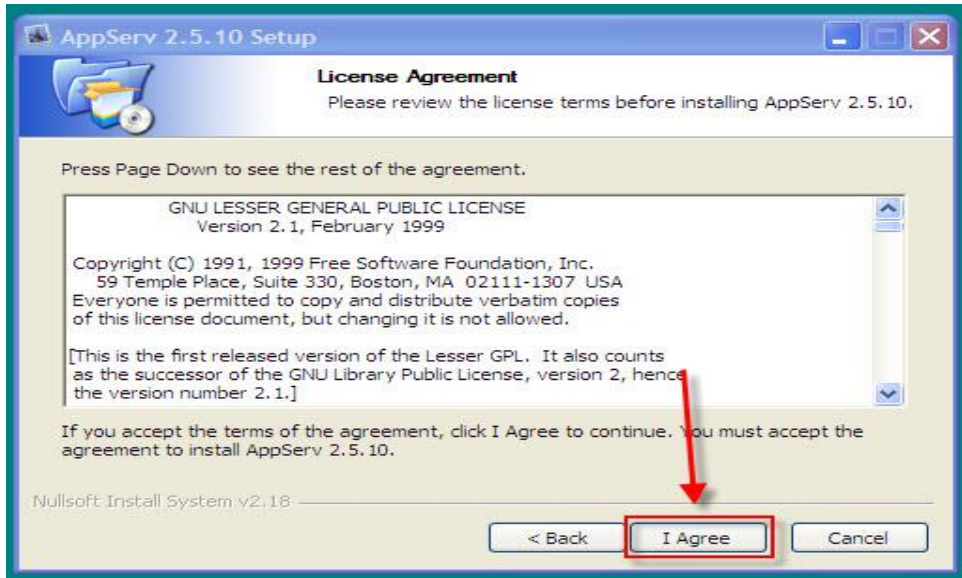 AppServ 2.5.10 Setup
License Agreement
Please review the license terms before installing AppServ 2.5.10.
Press Page Down to see the rest of the agreement.
GNU LESSER GENERAL PUBLIC LICENSE
Version 2.1, February 1999
Copyright (C) 1991, 1999 Free Software Foundation, Inc.
59 Temple Place, Suite 330, Boston, MA 02111-1307 USA
Everyone is permitted to copy and distribute verbatim copies
of this license document, but changing it is not allowed.
[This is the first released version of the Lesser GPL. It also counts
as the successor of the GNU Library Public License, version 2, hence
the version number 2.1.]
If you accept the terms of the agreement, click I Agree to continue. You must accept the
agreement to install AppServ 2.5.10.
Nullsoft Install System v2.18
< Back I Agree Cancel